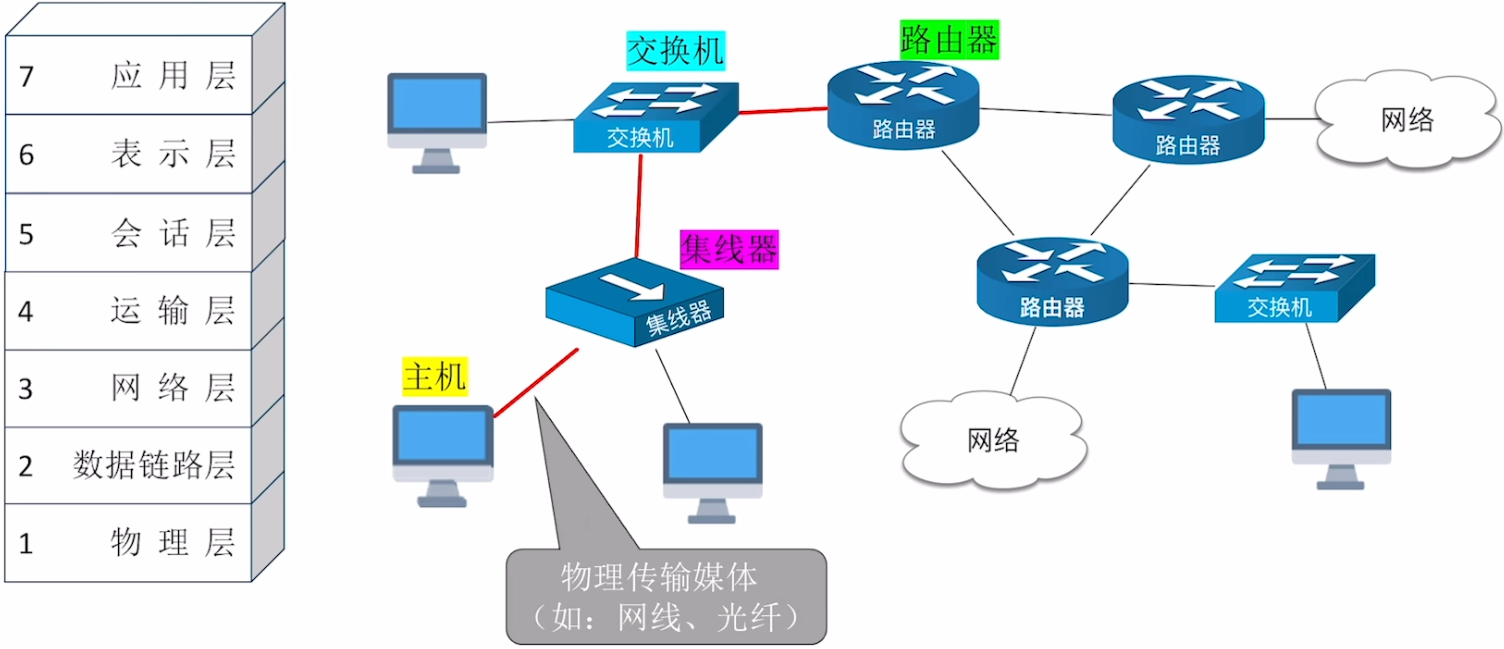 7 应用层
6 表示层
5 会话层
4 运输层
3 网络层
2 数据链路层
1 物理层
交换机
交换机
路由器
路由器
路由器
网络
集线器
集线器
路由器
交换机
主机
网络
物理传输媒体
（如：网线、光纤）